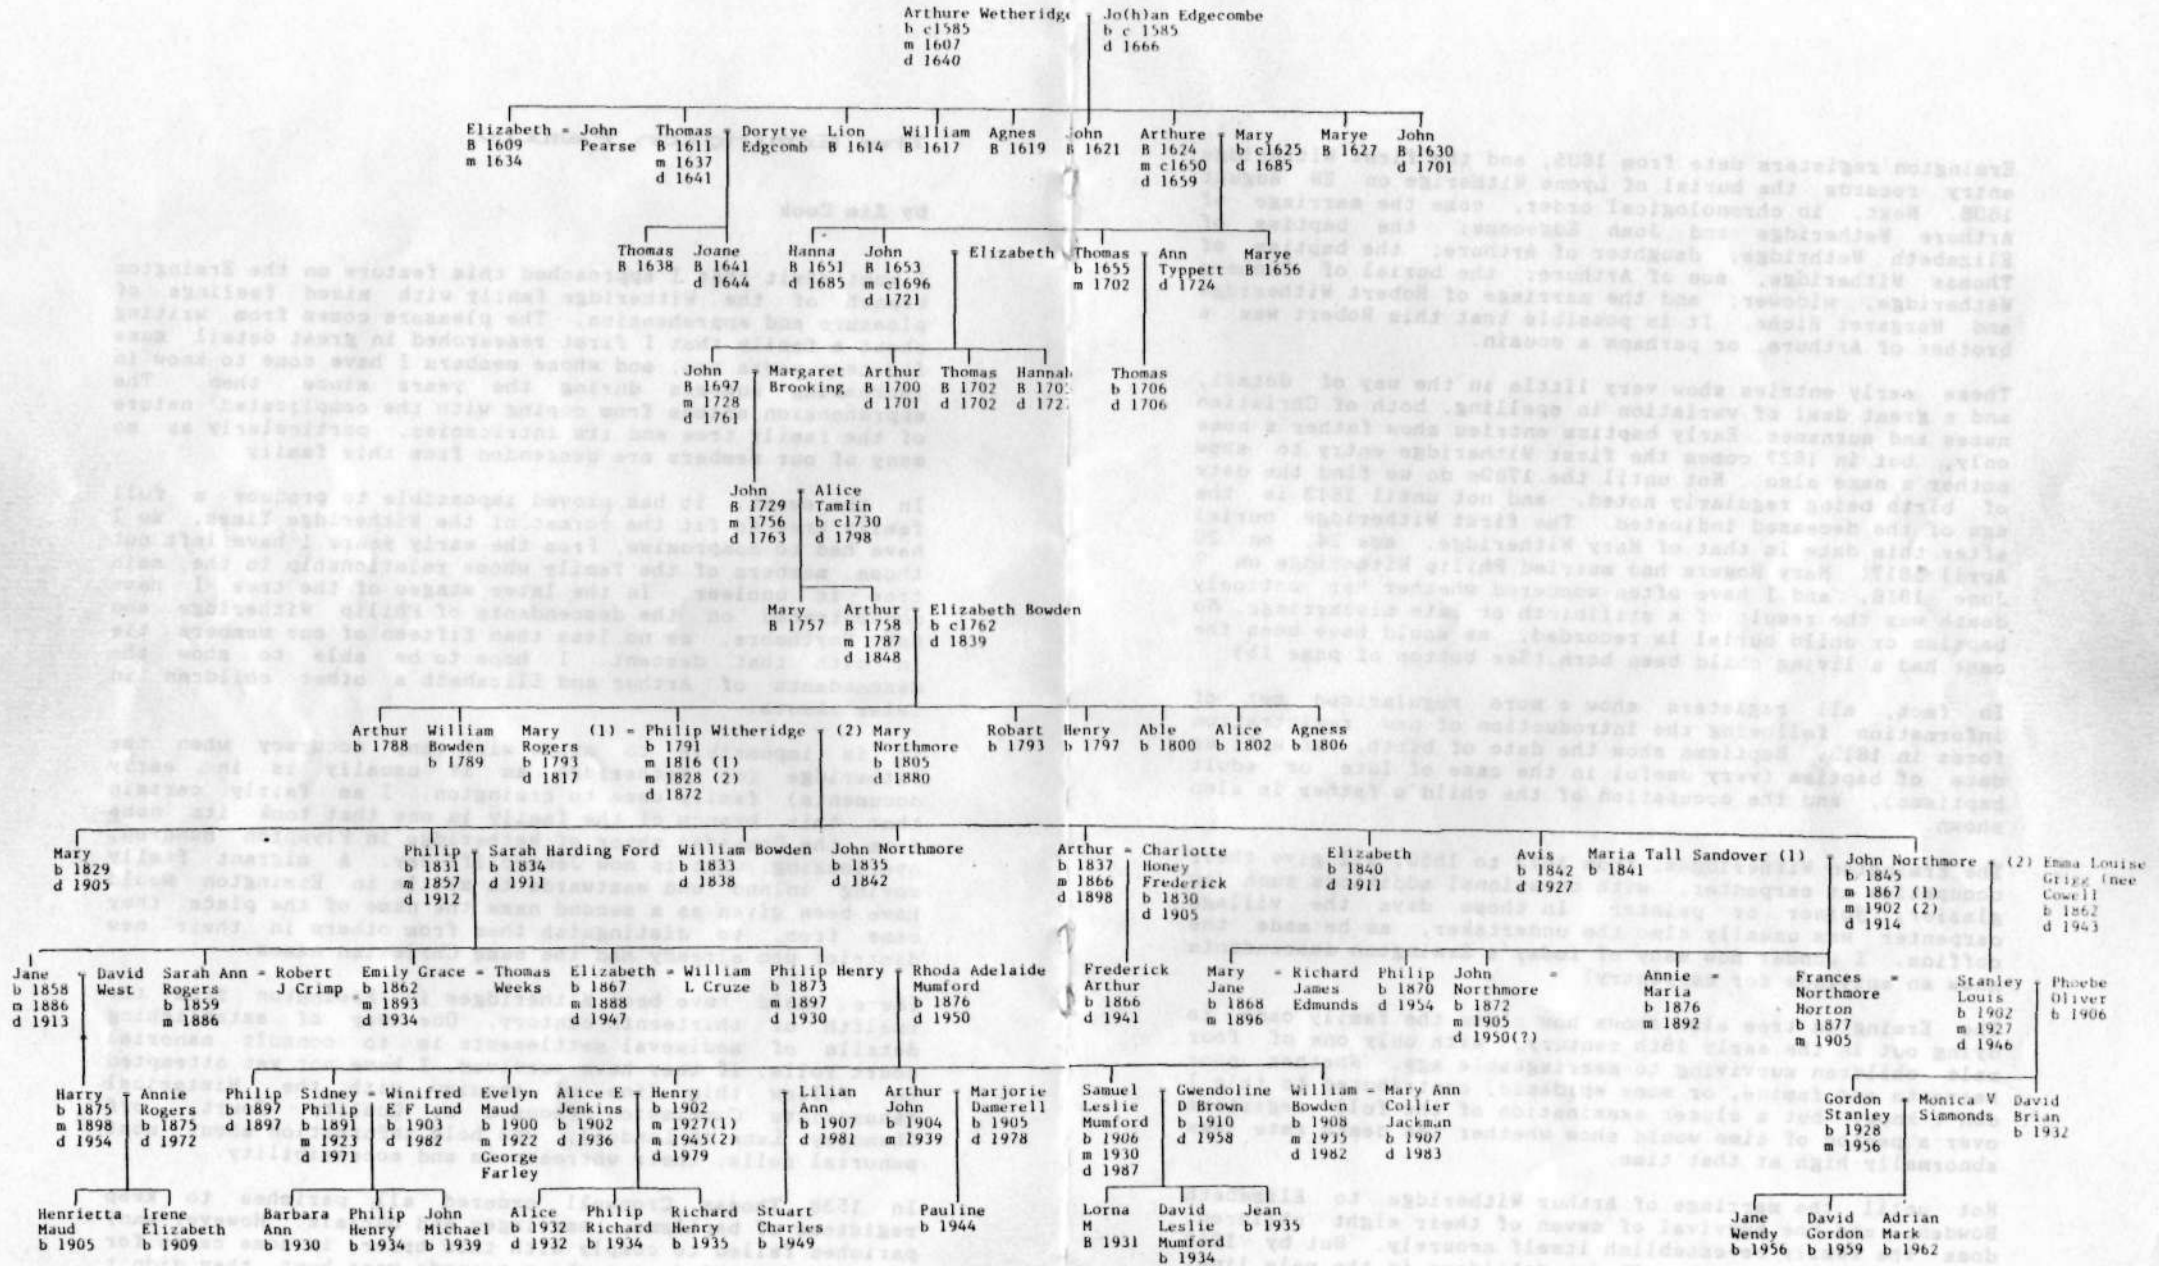 Arthure Wetheridge
b c1585
m 1607
d 1640
Jo(h)an Edgecombe
b c 1585
d 1666
Elizabeth = John
B 1609 Pearse
m 1634
Thomas
B 1611
m 1637
d 1641
Dorytye
Edgcomb
Lion
B 1614
William
B 1617
Agnes
B 1619
John
B 1621
Arthure
B 1624
m c1650
d 1659
Mary
b c1625
d 1685
Marye
B 1627
John
B 1630
d 1701
Thomas
B 1638
Joane
B 1641
d 1644
Hanna
B 1651
d 1685
John
B 1653
m c1696
d 1721
Elizabeth
Thomas
b 1655
m 1702
Ann
Typpett
d 1724
Marye
B 1656
John
B 1697
m 1728
d 1761
Margaret
Brooking
Arthur
B 1700
d 1701
Thomas
B 1702
d 1702
Hannah
Thomas
b 1706
d 1706
John
B 1729
m 1756
d 1763
Alice
Tamlin
b c1730
d 1798
Mary
B 1757
Arthur
B 1758
m 1787
d 1848
Elizabeth Bowden
b c1762
d 1839
Arthur
b 1788
William
Bowden
b 1789
Mary (1) =
Rogers
b 1793
d 1817
Philip Witheridge
b 1791
m 1816 (1)
m 1828 (2)
d 1872
(2) Mary
Northmore
b 1805
d 1880
Robart
b 1793
Henry
b 1797
Able
b 1800
Alice
b 1802
Agness
b 1806
Mary
b 1829
d 1905
Philip
b 1831
m 1857
d 1912
Sarah Harding Ford
b 1834
d 1911
William Bowden
b 1833
d 1838
John Northmore
b 1835
d 1842
Arthur =
b 1837
m 1866
d 1898
Charlotte
Honey
Frederick
b 1830
d 1905
Elizabeth
b 1840
d 1911
Avis
b 1842
d 1927
Maria Tall Sandover (1)
b 1841
John Northmore
b 1845
m 1867 (1)
m 1902 (2)
d 1914
(2) Emma Louise
Grigg (nee
Cowell
b 1862
d 1943
Jane
b 1858
m 1886
d 1913
David
West
Sarah Ann =
Rogers
b 1859
m 1886
Robert
J Crimp
Emily Grace =
b 1862
m 1893
d 1934
Thomas
Weeks
Elizabeth =
b 1867
m 1888
d 1947
William
L Cruze
Philip Henry
b 1873
m 1897
d 1930
Rhoda Adelaide
Mumford
b 1876
d 1950
Frederick
Arthur
b 1866
d 1941
Mary =
Jane
b 1868
m 1896
Richard
James
Edmunds
Philip
b 1870
d 1954
John =
Northmore
b 1872
m 1905
d 1950(?)
Annie =
Maria
b 1876
m 1892
Frances
Northmore
Horton
b 1877
m 1905
Stanley
Louis
b 1902
m 1927
d 1946
Phoebe
Oliver
b 1906
Harry
b 1875
m 1898
d 1954
Annie
Rogers
b 1875
d 1972
Philip
b 1897
d 1897
Sidney =
Philip
b 1891
m 1923
d 1971
Winifred
E F Lund
b 1903
d 1982
Evelyn
Maud
b 1900
m 1922
George
Farley
Alice E
Jenkins
b 1902
d 1936
Henry
b 1902
m 1927(1)
m 1945(2)
d 1979
Lilian
Ann
b 1907
d 1981
Arthur
John
b 1904
m 1939
Marjorie
Damerell
b 1905
d 1978
Samuel
Leslie
Mumford
b 1906
m 1930
d 1987
Gwendoline
D Brown
b 1910
d 1958
William =
Bowden
b 1908
m 1935
d 1982
Mary Ann
Collier
Jackman
b 1907
d 1983
Gordon
Stanley
b 1928
m 1956
Monica V
Simmonds
David
Brian
b 1932
Henrietta
Maud
b 1905
Irene
Elizabeth
b 1909
Barbara
Ann
b 1930
Philip
Henry
b 1934
John
Michael
b 1939
Alice
b 1932
d 1932
Philip
Richard
b 1934
Richard
Henry
b 1935
Stuart
Charles
b 1949
Pauline
b 1944
Lorna
M
B 1931
David
Leslie
Mumford
b 1934
Jean
b 1935
Jane
Wendy
b 1956
David
Gordon
b 1959
Adrian
Mark
b 1962